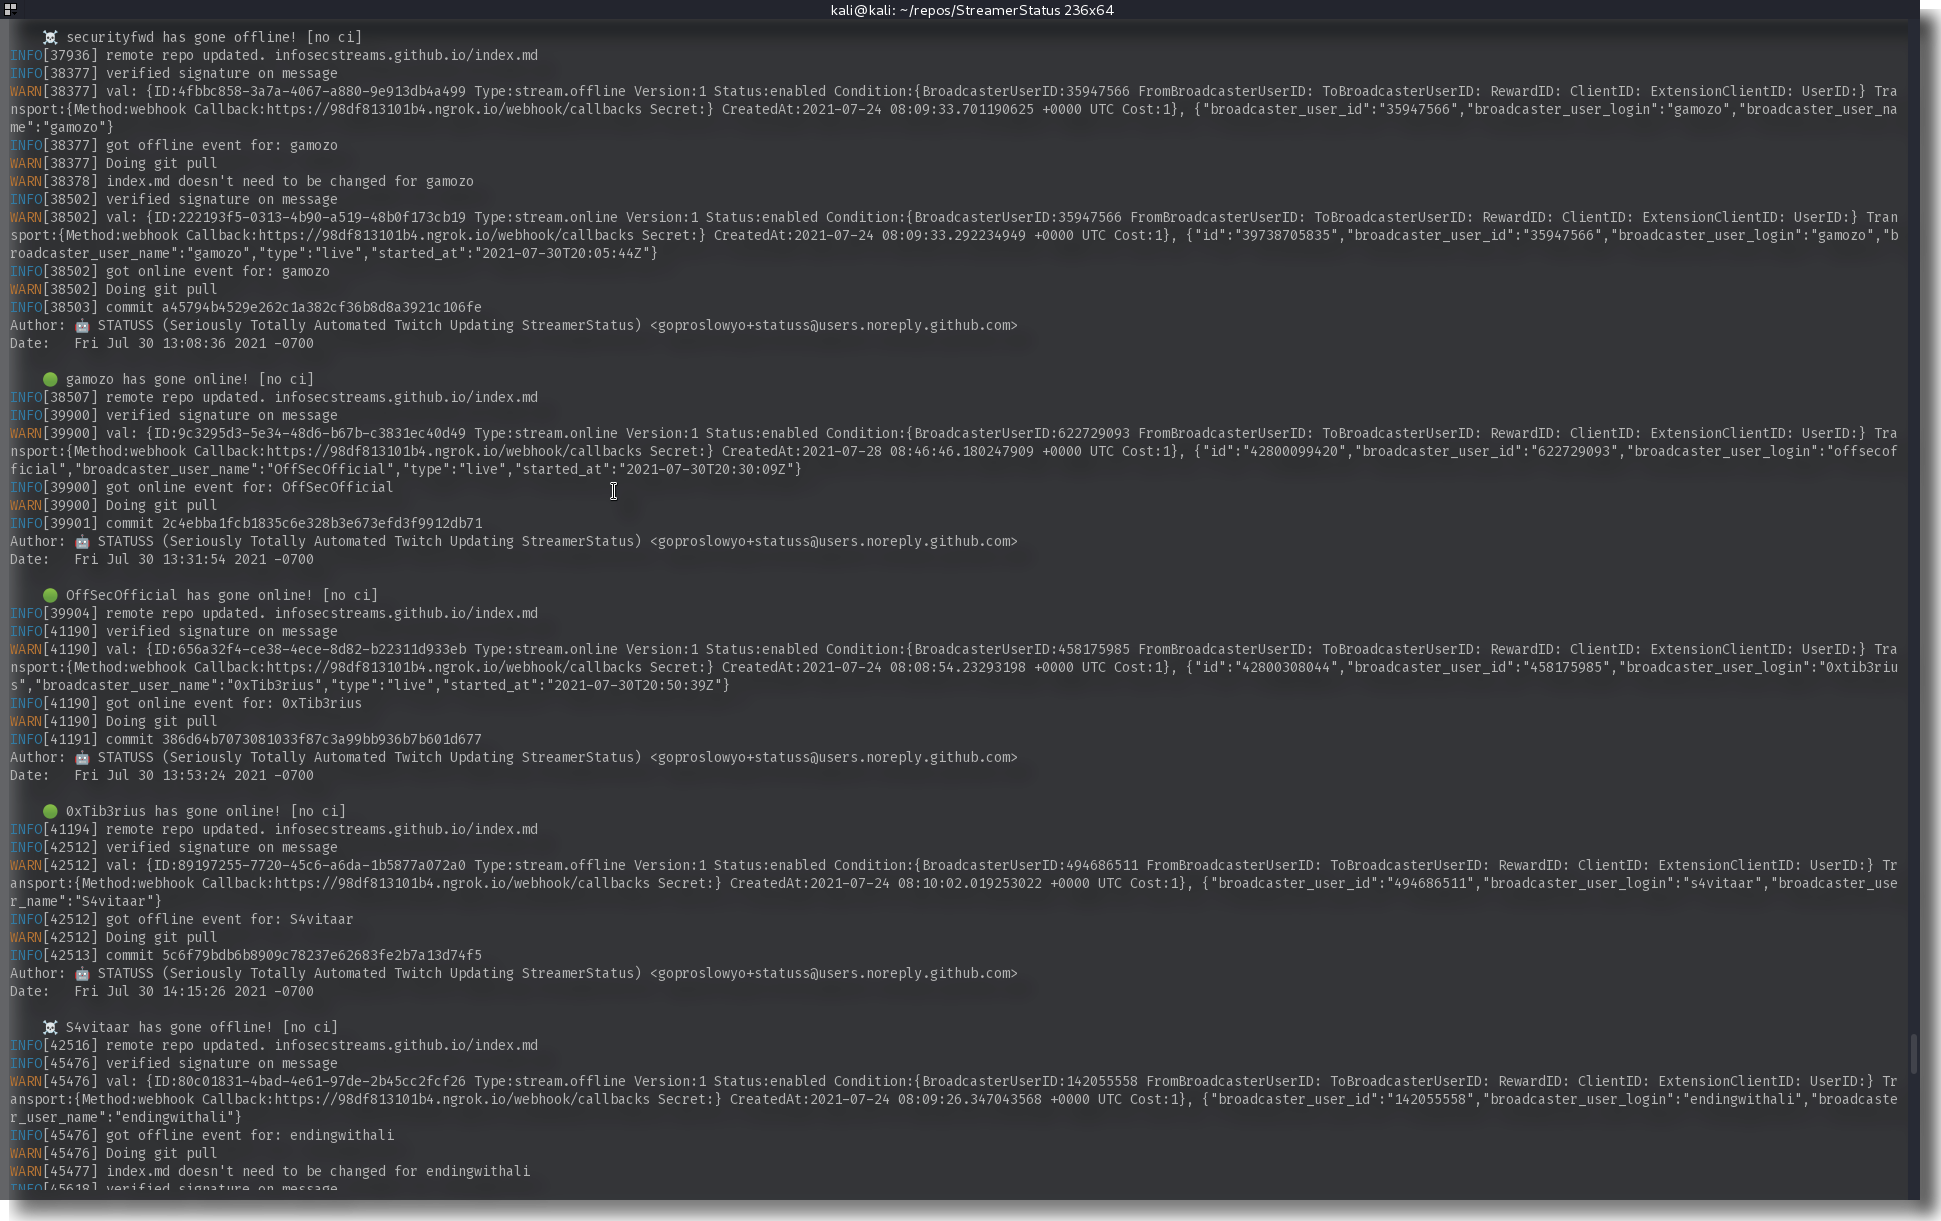 kali@kali: ~/repos/StreamerStatus 236x64
☠ securityfwd has gone offline! [no ci]
INFO[37936] remote repo updated. infosecstreams.github.io/index.md
INFO[38377] verified signature on message
WARN[38377] val: {ID:4fbbc858-3a7a-4067-a880-9e913db4a499 Type:stream.offline Version:1 Status:enabled Condition:{BroadcasterUserID:35947566 FromBroadcasterUserID: ToBroadcasterUserID: RewardID: ClientID: ExtensionClientID: UserID:} Tra
nsport:{Method:webhook Callback:https://98df813101b4.ngrok.io/webhook/callbacks Secret:} CreatedAt:2021-07-24 08:09:33.701190625 +0000 UTC Cost:1}, {"broadcaster_user_id":"35947566","broadcaster_user_login":"gamozo","broadcaster_user_na
me":"gamozo"}
INFO[38377] got offline event for: gamozo
WARN[38377] Doing git pull
WARN[38378] index.md doesn't need to be changed for gamozo
INFO[38502] verified signature on message
WARN[38502] val: {ID:222193f5-0313-4b90-a519-48b0f173cb19 Type:stream.online Version:1 Status:enabled Condition:{BroadcasterUserID:35947566 FromBroadcasterUserID: ToBroadcasterUserID: RewardID: ClientID: ExtensionClientID: UserID:} Tran
sport:{Method:webhook Callback:https://98df813101b4.ngrok.io/webhook/callbacks Secret:} CreatedAt:2021-07-24 08:09:33.292234949 +0000 UTC Cost:1}, {"id":"39738705835","broadcaster_user_id":"35947566","broadcaster_user_login":"gamozo","b
roadcaster_user_name":"gamozo","type":"live","started_at":"2021-07-30T20:05:44Z"}
INFO[38502] got online event for: gamozo
WARN[38502] Doing git pull
INFO[38503] commit a45794b4529e262c1a382cf36b8d8a3921c106fe
Author: 🤖 STATUSS (Seriously Totally Automated Twitch Updating StreamerStatus) <goproslowyo+statuss@users.noreply.github.com>
Date:   Fri Jul 30 13:08:36 2021 -0700
🟢 gamozo has gone online! [no ci]
INFO[38507] remote repo updated. infosecstreams.github.io/index.md
INFO[39900] verified signature on message
WARN[39900] val: {ID:9c3295d3-5e34-48d6-b67b-c3831ec40d49 Type:stream.online Version:1 Status:enabled Condition:{BroadcasterUserID:622729093 FromBroadcasterUserID: ToBroadcasterUserID: RewardID: ClientID: ExtensionClientID: UserID:} Tra
nsport:{Method:webhook Callback:https://98df813101b4.ngrok.io/webhook/callbacks Secret:} CreatedAt:2021-07-28 08:46:46.180247909 +0000 UTC Cost:1}, {"id":"42800099420","broadcaster_user_id":"622729093","broadcaster_user_login":"offsecof
ficial","broadcaster_user_name":"OffSecOfficial","type":"live","started_at":"2021-07-30T20:30:09Z"}
INFO[39900] got online event for: OffSecOfficial
WARN[39900] Doing git pull
INFO[39901] commit 2c4ebba1fcb1835c6e328b3e673efd3f9912db71
Author: 🤖 STATUSS (Seriously Totally Automated Twitch Updating StreamerStatus) <goproslowyo+statuss@users.noreply.github.com>
Date:   Fri Jul 30 13:31:54 2021 -0700
🟢 OffSecOfficial has gone online! [no ci]
INFO[39904] remote repo updated. infosecstreams.github.io/index.md
INFO[41190] verified signature on message
WARN[41190] val: {ID:656a32f4-ce38-4ece-8d82-b22311d933eb Type:stream.online Version:1 Status:enabled Condition:{BroadcasterUserID:458175985 FromBroadcasterUserID: ToBroadcasterUserID: RewardID: ClientID: ExtensionClientID: UserID:} Tra
nsport:{Method:webhook Callback:https://98df813101b4.ngrok.io/webhook/callbacks Secret:} CreatedAt:2021-07-24 08:08:54.23293198 +0000 UTC Cost:1}, {"id":"42800308044","broadcaster_user_id":"458175985","broadcaster_user_login":"0xtib3riu
s","broadcaster_user_name":"0xTib3rius","type":"live","started_at":"2021-07-30T20:50:39Z"}
INFO[41190] got online event for: 0xTib3rius
WARN[41190] Doing git pull
INFO[41191] commit 386d64b7073081033f87c3a99bb936b7b601d677
Author: 🤖 STATUSS (Seriously Totally Automated Twitch Updating StreamerStatus) <goproslowyo+statuss@users.noreply.github.com>
Date:   Fri Jul 30 13:53:24 2021 -0700
🟢 0xTib3rius has gone online! [no ci]
INFO[41194] remote repo updated. infosecstreams.github.io/index.md
INFO[42512] verified signature on message
WARN[42512] val: {ID:89197255-7720-45c6-a6da-1b5877a072a0 Type:stream.offline Version:1 Status:enabled Condition:{BroadcasterUserID:494686511 FromBroadcasterUserID: ToBroadcasterUserID: RewardID: ClientID: ExtensionClientID: UserID:} Tr
ansport:{Method:webhook Callback:https://98df813101b4.ngrok.io/webhook/callbacks Secret:} CreatedAt:2021-07-24 08:10:02.019253022 +0000 UTC Cost:1}, {"broadcaster_user_id":"494686511","broadcaster_user_login":"s4vitaar","broadcaster_use
r_name":"S4vitaar"}
INFO[42512] got offline event for: S4vitaar
WARN[42512] Doing git pull
INFO[42513] commit 5c6f79bdb6b8909c78237e62683fe2b7a13d74f5
Author: 🤖 STATUSS (Seriously Totally Automated Twitch Updating StreamerStatus) <goproslowyo+statuss@users.noreply.github.com>
Date:   Fri Jul 30 14:15:26 2021 -0700
☠ S4vitaar has gone offline! [no ci]
INFO[42516] remote repo updated. infosecstreams.github.io/index.md
INFO[45476] verified signature on message
WARN[45476] val: {ID:80c01831-4bad-4e61-97de-2b45cc2fcf26 Type:stream.offline Version:1 Status:enabled Condition:{BroadcasterUserID:142055558 FromBroadcasterUserID: ToBroadcasterUserID: RewardID: ClientID: ExtensionClientID: UserID:} Tr
ansport:{Method:webhook Callback:https://98df813101b4.ngrok.io/webhook/callbacks Secret:} CreatedAt:2021-07-24 08:09:26.347043568 +0000 UTC Cost:1}, {"broadcaster_user_id":"142055558","broadcaster_user_login":"endingwithali","broadcaste
r_user_name":"endingwithali"}
INFO[45476] got offline event for: endingwithali
WARN[45476] Doing git pull
WARN[45477] index.md doesn't need to be changed for endingwithali
INFO[45618] verified signature on message